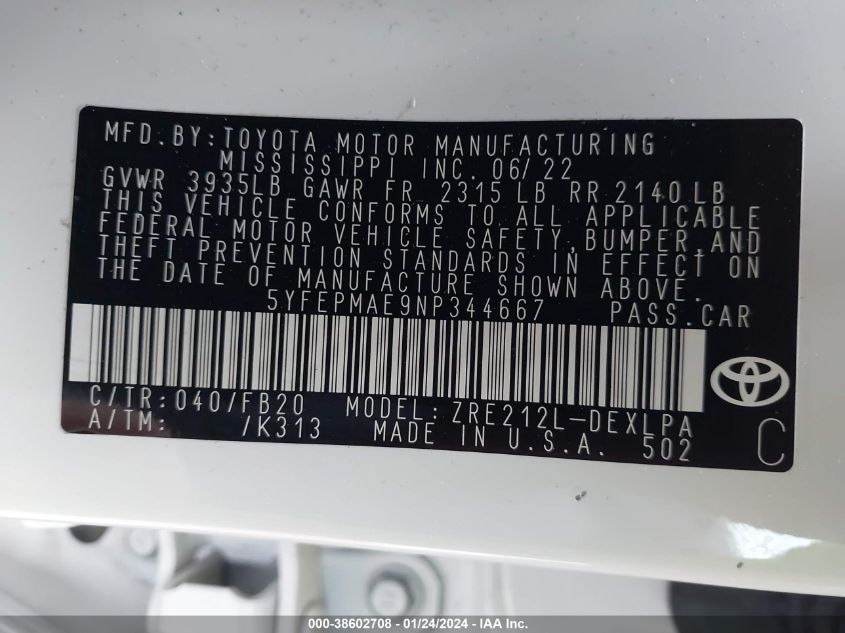 MFD. BY: TOYOTA MOTOR MANUFACTURING
MISSISSIPPI INC. 06/22
GVWR 3935LB GAWR FR 2315 LB RR 2140 LB
THIS VEHICLE CONFORMS TO ALL APPLICABLE
FEDERAL MOTOR VEHICLE SAFETY, BUMPER, AND
THEFT PREVENTION STANDARDS IN EFFECT ON
THE DATE OF MANUFACTURE SHOWN ABOVE.
5YFEPMAE9NP344667 PASS. CAR
C/TR: 040/FB20 MODEL: ZRE212L-DEXLPA
A/TM: /K313 MADE IN U.S.A. 502 C
000-38602708 - 01/24/2024 - IAA Inc.